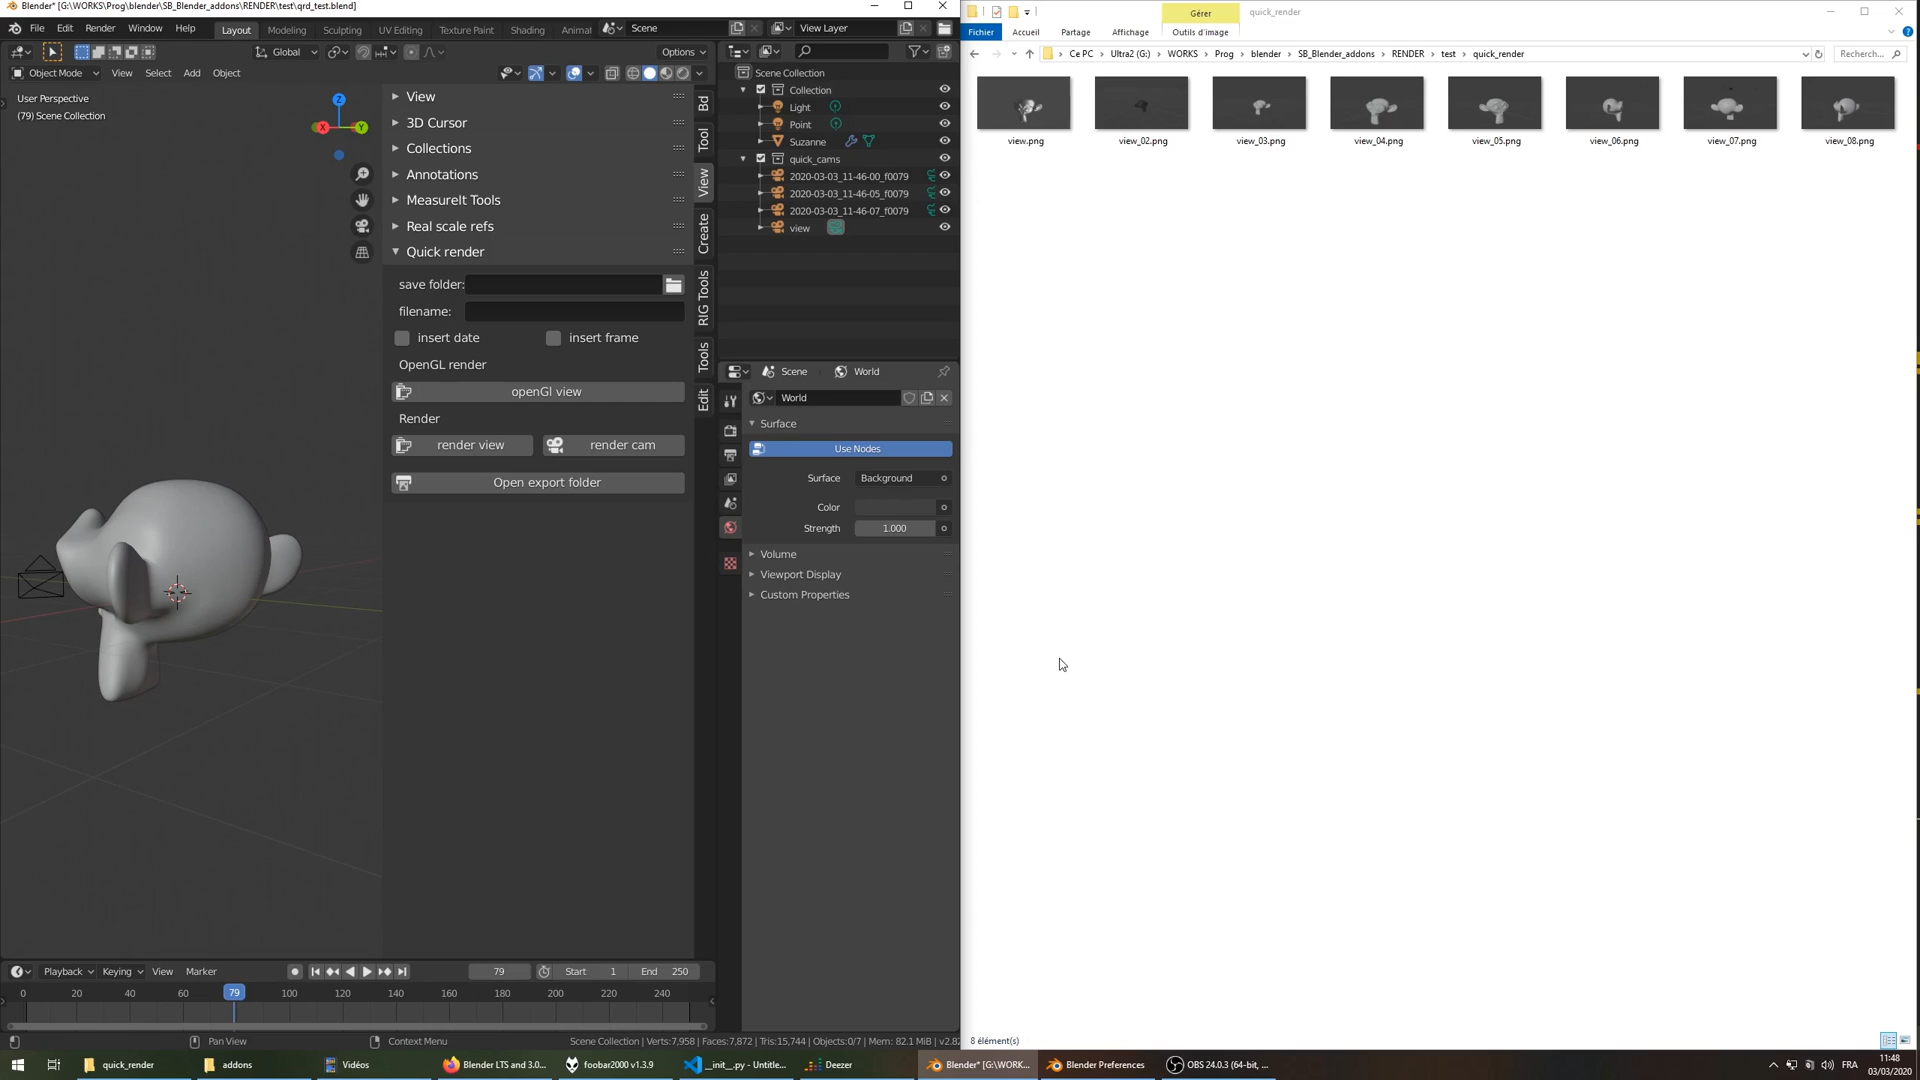 Blender* [G:\WORKS\Prog\blender\SB_Blender_addons\RENDER\test\qrd_test.blend]
File Edit Render Window Help Layout Modeling Sculpting UV Editing Texture Paint Shading Animat Scene View Layer
Global Options
Object Mode View Select Add Object
User Perspective
(79) Scene Collection
Z
X
Y
View
3D Cursor
Collections
Annotations
MeasureIt Tools
Real scale refs
Quick render
save folder:
filename:
insert date insert frame
OpenGL render
openGl view
Render
render view render cam
Open export folder
Bd
Tool
View
Create
RIG Tools
Tools
Edit
Scene Collection
Collection
Light
Point
Suzanne
quick_cams
2020-03-03_11-46-00_f0079
2020-03-03_11-46-05_f0079
2020-03-03_11-46-07_f0079
view
Scene World
World
Surface
Use Nodes
Surface Background
Color
Strength 1.000
Volume
Viewport Display
Custom Properties
Playback Keying View Marker 79 Start 1 End 250
0 20 40 60 79 100 120 140 160 180 200 220 240
Pan View Context Menu Scene Collection | Verts:7,958 | Faces:7,872 | Tris:15,744 | Objects:0/7 | Mem: 82.1 MiB | v2.82
Gérer quick_render
Fichier Accueil Partage Affichage Outils d'image
Ce PC Ultra2 (G:) WORKS Prog blender SB_Blender_addons RENDER test quick_render Recherch...
view.png view_02.png view_03.png view_04.png view_05.png view_06.png view_07.png view_08.png
8 élément(s)
quick_render addons Vidéos Blender LTS and 3.0... foobar2000 v1.3.9 __init__.py - Untitle... Deezer Blender* [G:\WORK... Blender Preferences OBS 24.0.3 (64-bit, ... FRA
11:48
03/03/2020